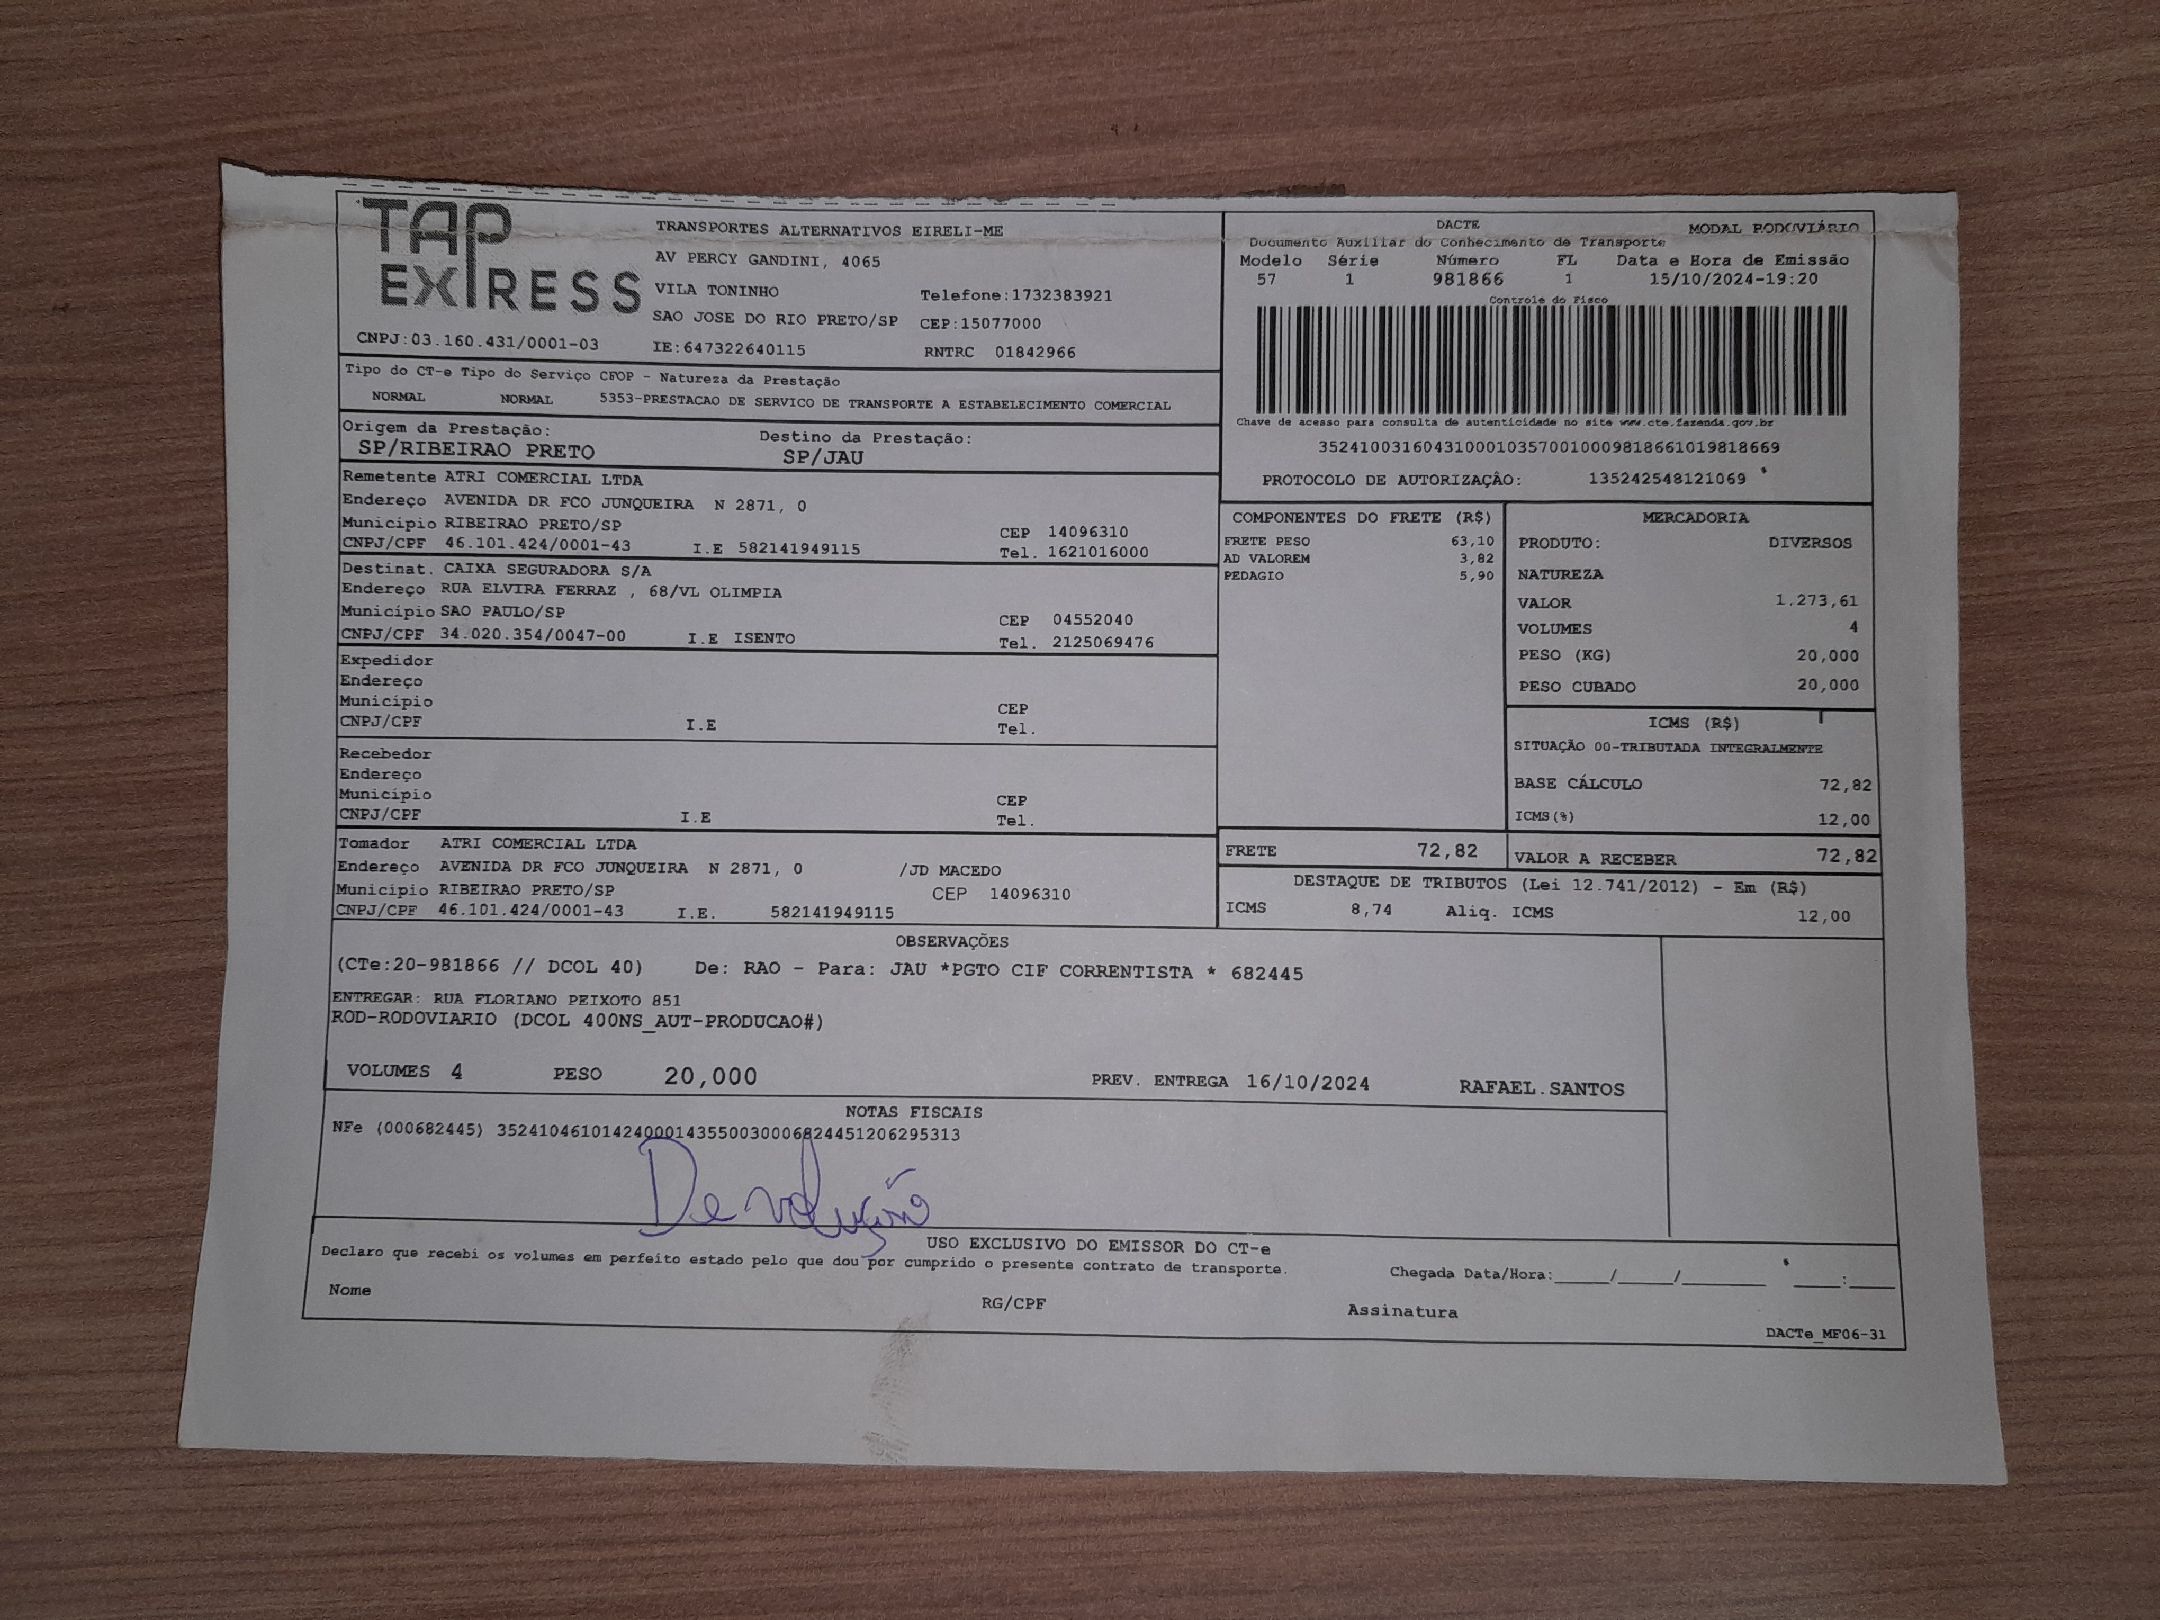 TAP
EXPRESS
CNPJ:03.160.431/0001-03
TRANSPORTES ALTERNATIVOS EIRELI-ME
AV PERCY GANDINI, 4065
VILA TONINHO Telefone:1732383921
SAO JOSE DO RIO PRETO/SP CEP:15077000
IE:647322640115 RNTRC 01842966
DACTE MODAL RODOVIÁRIO
Documento Auxiliar do Conhecimento de Transporte
Modelo Série Número FL Data e Hora de Emissão
57 1 981866 1 15/10/2024-19:20
Controle do Fisco
Chave de acesso para consulta de autenticidade no site www.cte.fazenda.gov.br
35241003160431000103570010009818661019818669
PROTOCOLO DE AUTORIZAÇÂO: 135242548121069
Tipo do CT-e Tipo do Serviço CFOP - Natureza da Prestação
NORMAL NORMAL 5353-PRESTACAO DE SERVICO DE TRANSPORTE A ESTABELECIMENTO COMERCIAL
Origem da Prestação: Destino da Prestação:
SP/RIBEIRAO PRETO SP/JAU
Remetente ATRI COMERCIAL LTDA
Endereço AVENIDA DR FCO JUNQUEIRA N 2871, 0
Município RIBEIRAO PRETO/SP CEP 14096310
CNPJ/CPF 46.101.424/0001-43 I.E 582141949115 Tel. 1621016000
Destinat. CAIXA SEGURADORA S/A
Endereço RUA ELVIRA FERRAZ , 68/VL OLIMPIA
Município SAO PAULO/SP CEP 04552040
CNPJ/CPF 34.020.354/0047-00 I.E ISENTO Tel. 2125069476
Expedidor
Endereço
Município CEP
CNPJ/CPF I.E Tel.
Recebedor
Endereço
Município CEP
CNPJ/CPF I.E Tel.
Tomador ATRI COMERCIAL LTDA
Endereço AVENIDA DR FCO JUNQUEIRA N 2871, 0 /JD MACEDO
Município RIBEIRAO PRETO/SP CEP 14096310
CNPJ/CPF 46.101.424/0001-43 I.E. 582141949115
COMPONENTES DO FRETE (R$)
FRETE PESO 63,10
AD VALOREM 3,82
PEDAGIO 5,90
MERCADORIA
PRODUTO: DIVERSOS
NATUREZA
VALOR 1.273,61
VOLUMES 4
PESO (KG) 20,000
PESO CUBADO 20,000
ICMS (R$)
SITUAÇÃO 00-TRIBUTADA INTEGRALMENTE
BASE CÁLCULO 72,82
ICMS(%) 12,00
FRETE 72,82 VALOR A RECEBER 72,82
DESTAQUE DE TRIBUTOS (Lei 12.741/2012) - Em (R$)
ICMS 8,74 Aliq. ICMS 12,00
OBSERVAÇÕES
(CTe:20-981866 // DCOL 40) De: RAO - Para: JAU *PGTO CIF CORRENTISTA * 682445
ENTREGAR: RUA FLORIANO PEIXOTO 851
ROD-RODOVIARIO (DCOL 400NS_AUT-PRODUCAO#)
VOLUMES 4 PESO 20,000 PREV. ENTREGA 16/10/2024 RAFAEL.SANTOS
NOTAS FISCAIS
NFe (000682445) 35241046101424000143550030006824451206295313
Devolução
USO EXCLUSIVO DO EMISSOR DO CT-e
Declaro que recebi os volumes em perfeito estado pelo que dou por cumprido o presente contrato de transporte.
Chegada Data/Hora:_____/_____/________ ____:____
Nome RG/CPF Assinatura
DACTe_MF06-31